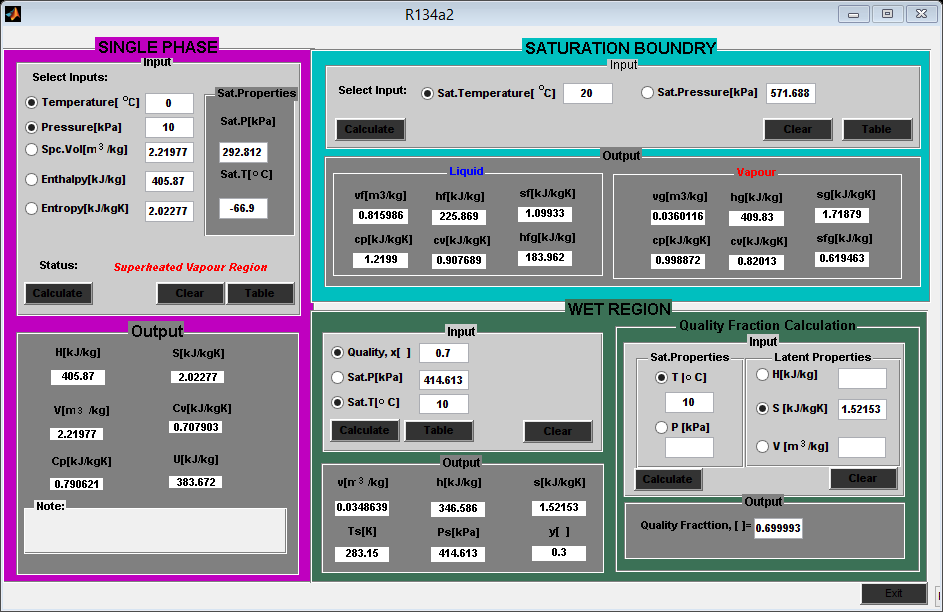 R134a2
SINGLE PHASE
Input
Select Inputs:
Temperature[ °C] 0
Pressure[kPa] 10
Spc.Vol[m 3 /kg] 2.21977
Enthalpy[kJ/kg] 405.87
Entropy[kJ/kgK] 2.02277
Sat.Properties
Sat.P[kPa]
292.812
Sat.T[ο C]
-66.9
Status: Superheated Vapour Region
Calculate Clear Table
Output
H[kJ/kg] S[kJ/kgK]
405.87 2.02277
V[m 3 /kg] Cv[kJ/kgK]
2.21977 0.707903
Cp[kJ/kgK] U[kJ/kg]
0.790621 383.672
Note:
SATURATION BOUNDRY
Input
Select Input: Sat.Temperature[ °C] 20 Sat.Pressure[kPa] 571.688
Calculate Clear Table
Output
Liquid
vf[m3/kg] hf[kJ/kg] sf[kJ/kgK]
0.815986 225.869 1.09933
cp[kJ/kgK] cv[kJ/kgK] hfg[kJ/kg]
1.2199 0.907689 183.962
Vapour
vg[m3/kg] hg[kJ/kg] sg[kJ/kgK]
0.0360116 409.83 1.71879
cp[kJ/kgK] cv[kJ/kgK] sfg[kJ/kg]
0.998872 0.82013 0.619463
WET REGION
Input
Quality, x[ ] 0.7
Sat.P[kPa] 414.613
Sat.T[ο C] 10
Calculate Table Clear
Output
v[m 3 /kg] h[kJ/kg] s[kJ/kgK]
0.0348639 346.586 1.52153
Ts[K] Ps[kPa] y[ ]
283.15 414.613 0.3
Quality Fraction Calculation
Input
Sat.Properties
T [ο C]
10
P [kPa]
Latent Properties
H[kJ/kg]
S [kJ/kgK] 1.52153
V [m 3 /kg]
Calculate Clear
Output
Quality Fracttion, [ ]= 0.699993
Exit